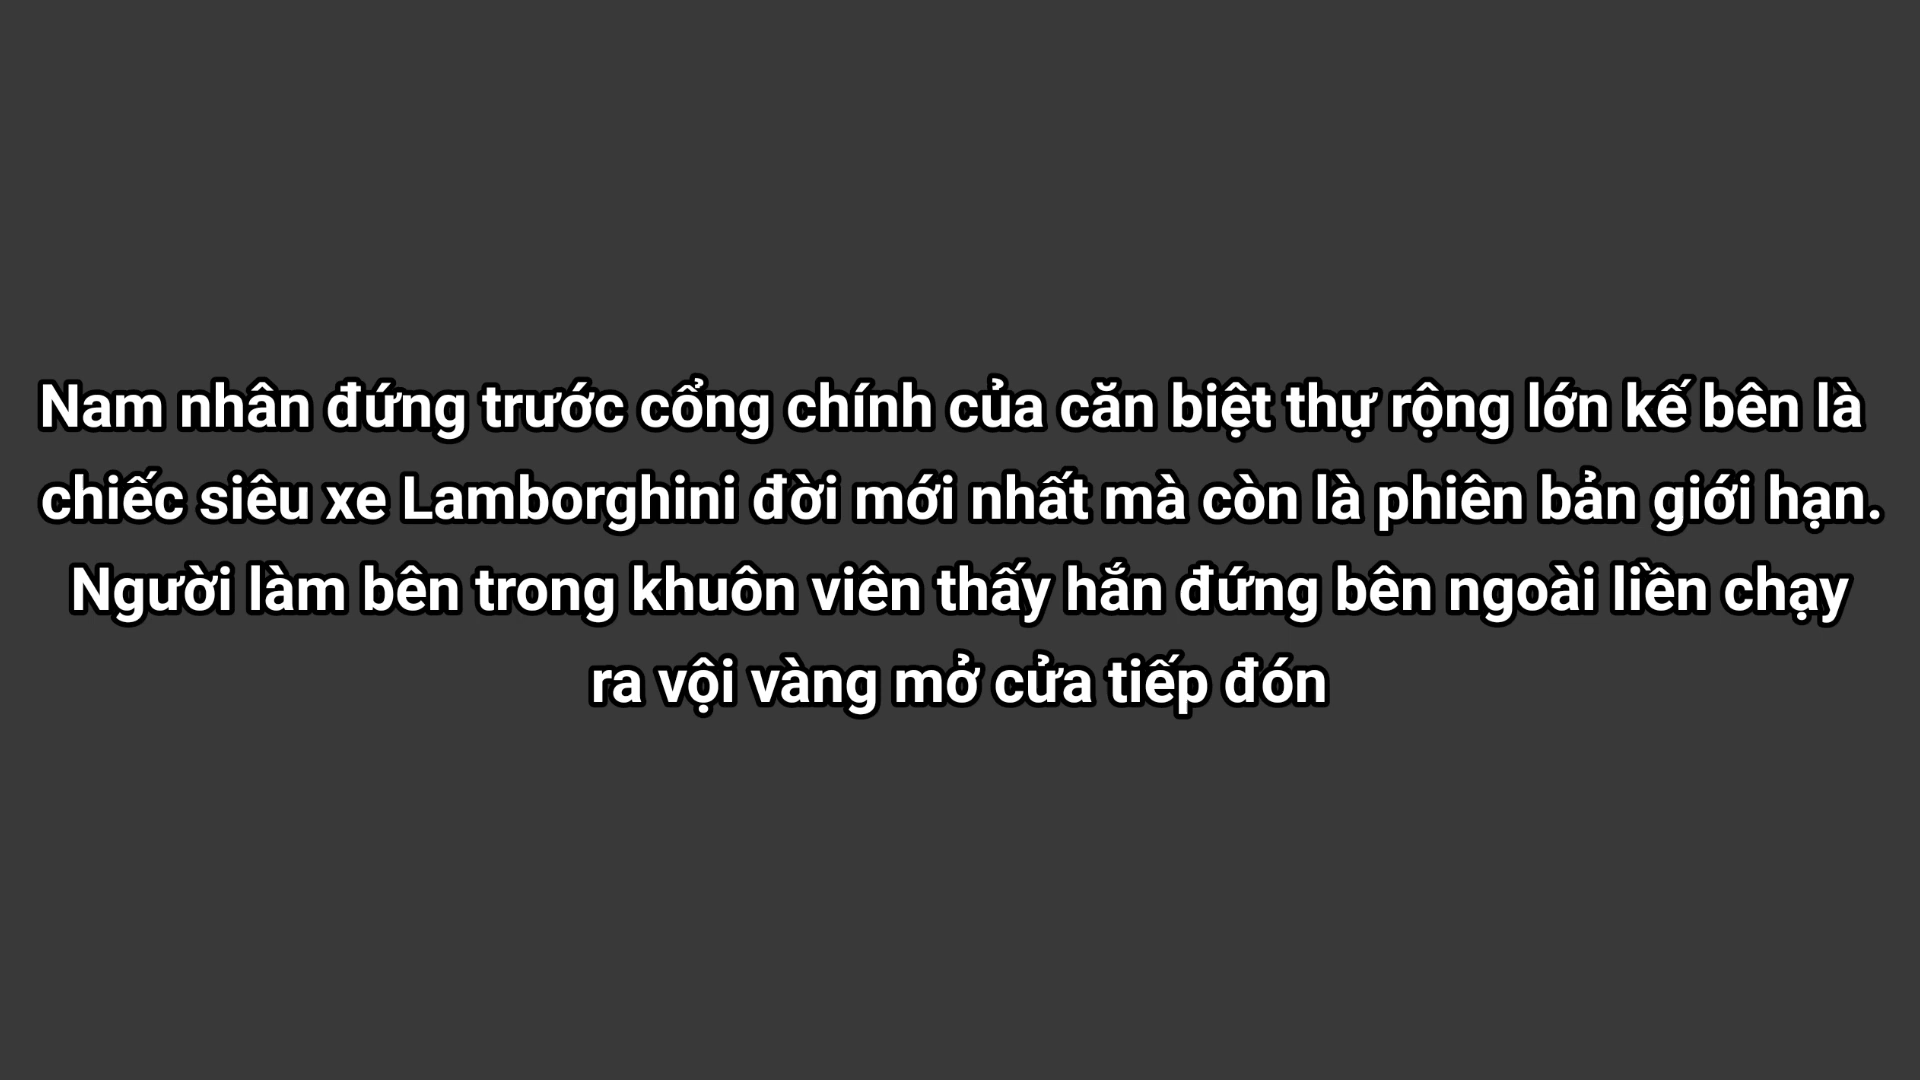 Nam nhân đứng trước cổng chính của căn biệt thự rộng lớn kế bên là
chiếc siêu xe Lamborghini đời mới nhất mà còn là phiên bản giới hạn.
Người làm bên trong khuôn viên thấy hắn đứng bên ngoài liền chạy
ra vội vàng mở cửa tiếp đón